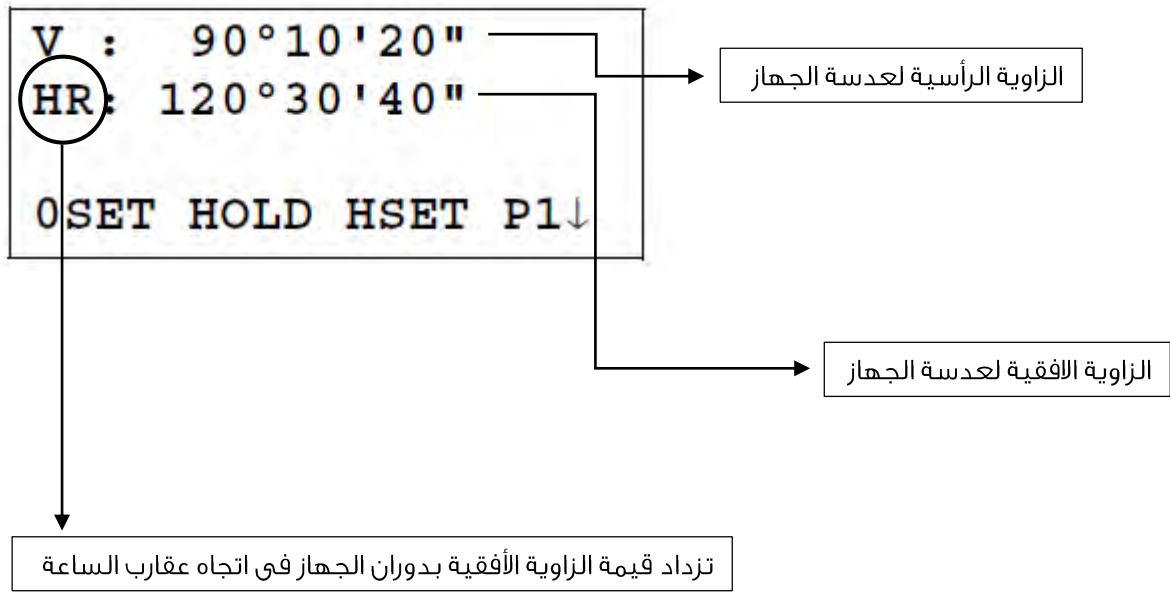 V :   90°10'20"
HR:  120°30'40"
0SET HOLD HSET P1↓
الزاوية الرأسية لعدسة الجهاز
الزاوية الافقية لعدسة الجهاز
تزداد قيمة الزاوية الأفقية بدوران الجهاز فى اتجاه عقارب الساعة